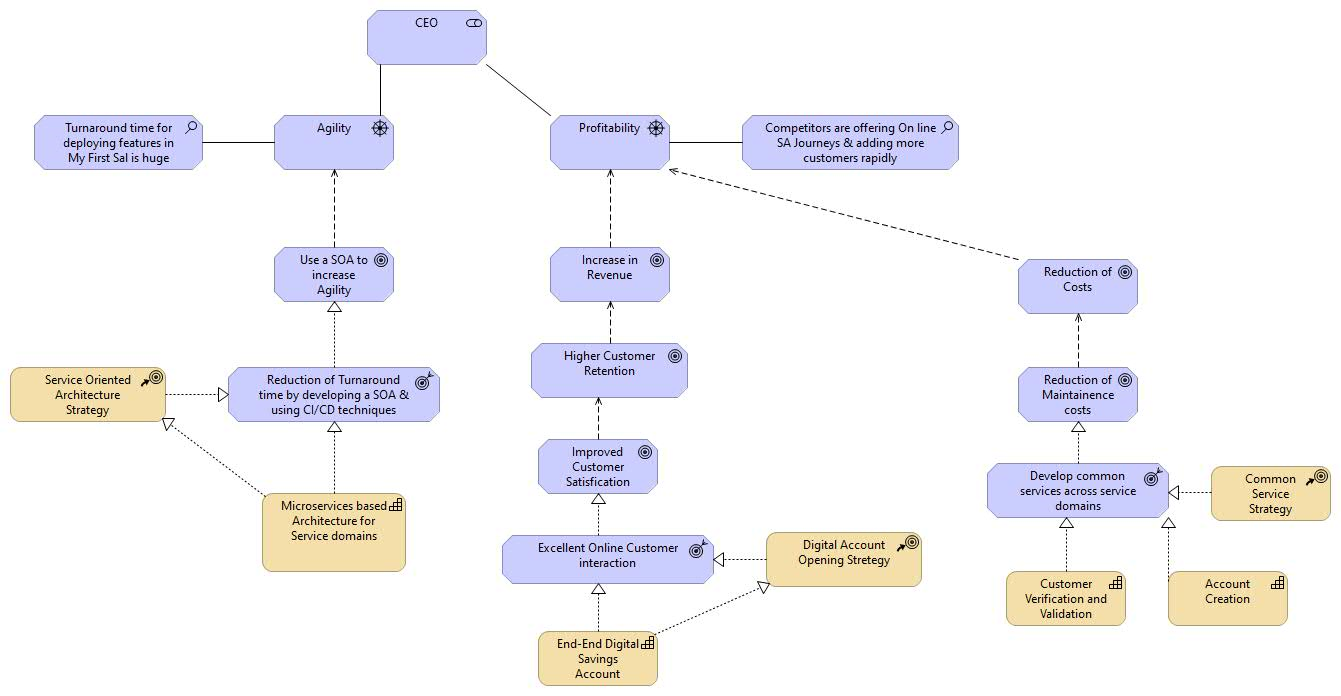 CEO
Turnaround time for
deploying features in
My First Sal is huge
Agility
Profitability
Competitors are offering On line
SA Journeys & adding more
customers rapidly
Use a SOA to
increase
Agility
Increase in
Revenue
Reduction of
Costs
Higher Customer
Retention
Service Oriented
Architecture
Strategy
Reduction of Turnaround
time by developing a SOA &
using CI/CD techniques
Reduction of
Maintainence
costs
Improved
Customer
Satisfication
Develop common
services across service
domains
Common
Service
Strategy
Microservices based
Architecture for
Service domains
Excellent Online Customer
interaction
Digital Account
Opening Stretegy
Customer
Verification and
Validation
Account
Creation
End-End Digital
Savings
Account